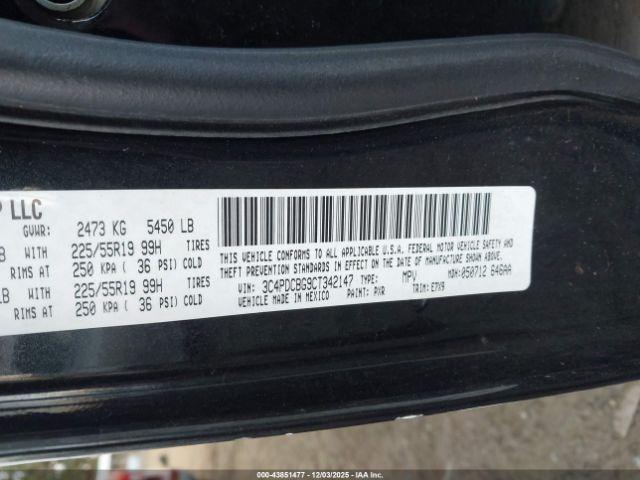 LLC
GVWR: 2473 KG 5450 LB
WITH 225/55R19 99H TIRES
RIMS AT 250 KPA ( 36 PSI) COLD
LB WITH 225/55R19 99H TIRES
RIMS AT 250 KPA ( 36 PSI) COLD
THIS VEHICLE CONFORMS TO ALL APPLICABLE U.S.A. FEDERAL MOTOR VEHICLE SAFETY AND
THEFT PREVENTION STANDARDS IN EFFECT ON THE DATE OF MANUFACTURE SHOWN ABOVE.
VIN: 3C4PDCBG9CT342147 TYPE: MPV MDH: 050712 646AA
VEHICLE MADE IN MEXICO PAINT: PXR TRIM: E7X9
00-43851477 12/03/2025 IAAI